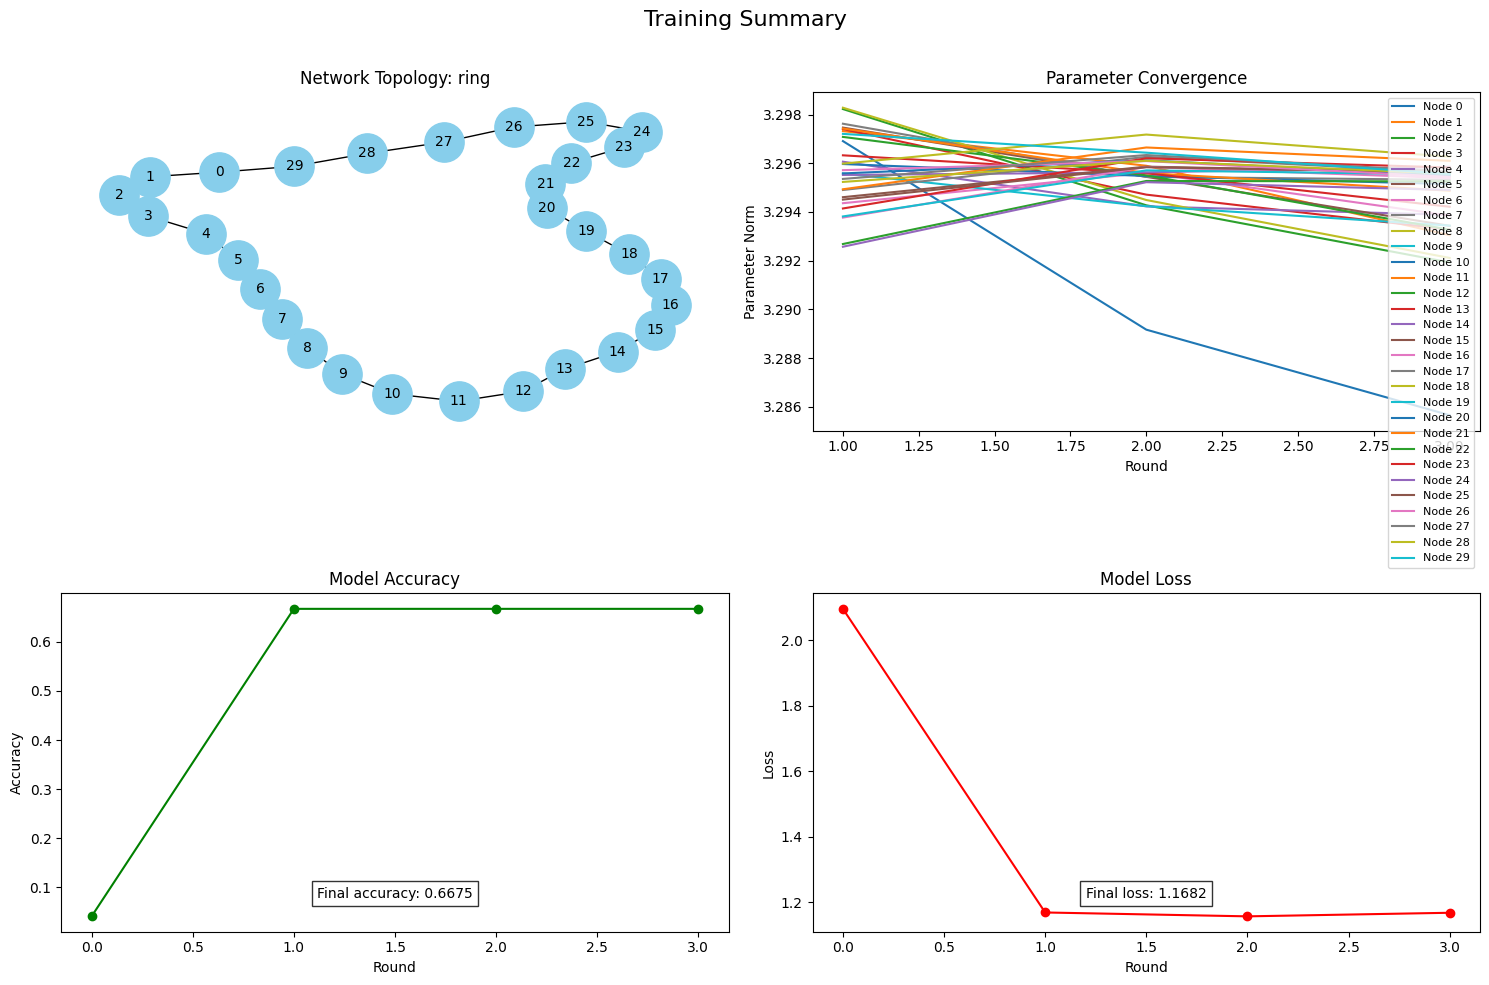 Training Summary
Network Topology: ring
25
26
24
27
23
28
22
29
0
1
21
2
20
3
19
4
18
5
17
6
16
7
15
8
14
13
9
12
10
11
Parameter Convergence
Parameter Norm
3.298
3.296
3.294
3.292
3.290
3.288
3.286
1.00 1.25 1.50 1.75 2.00 2.25 2.50 2.75 3.00
Round
Node 0
Node 1
Node 2
Node 3
Node 4
Node 5
Node 6
Node 7
Node 8
Node 9
Node 10
Node 11
Node 12
Node 13
Node 14
Node 15
Node 16
Node 17
Node 18
Node 19
Node 20
Node 21
Node 22
Node 23
Node 24
Node 25
Node 26
Node 27
Node 28
Node 29
Model Accuracy
Accuracy
0.6
0.5
0.4
0.3
0.2
0.1
Final accuracy: 0.6675
0.0 0.5 1.0 1.5 2.0 2.5 3.0
Round
Model Loss
Loss
2.0
1.8
1.6
1.4
1.2
Final loss: 1.1682
0.0 0.5 1.0 1.5 2.0 2.5 3.0
Round